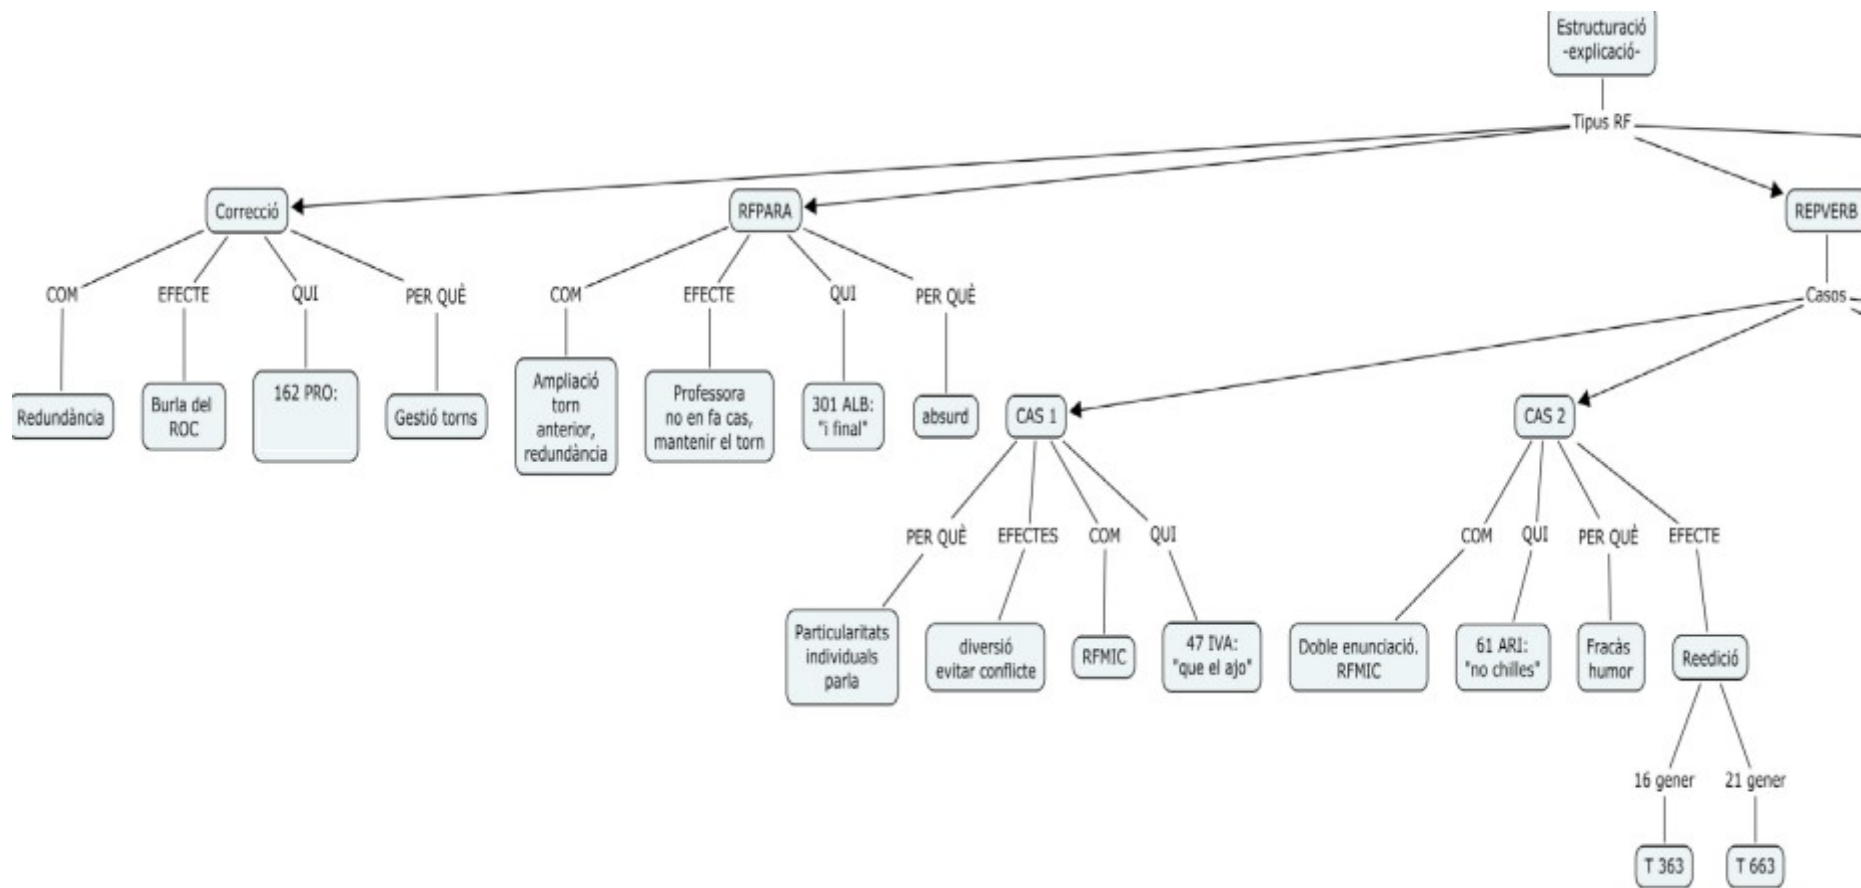 Estructuració
-explicació-
Tipus RF
Correcció
RFPARA
REPVERB
COM
EFECTE
QUI
PER QUÈ
COM
EFECTE
QUI
PER QUÈ
Casos
Redundància
Burla del
ROC
162 PRO:
Gestió torns
Ampliació
torn
anterior,
redundància
Professora
no en fa cas,
mantenir el torn
301 ALB:
"i final"
absurd
CAS 1
CAS 2
PER QUÈ
EFECTES
COM
QUI
COM
QUI
PER QUÈ
EFECTE
Particularitats
individuals
parla
diversió
evitar conflicte
RFMIC
47 IVA:
"que el ajo"
Doble enunciació.
RFMIC
61 ARI:
"no chilles"
Fracàs
humor
Reedició
16 gener
21 gener
T 363
T 663